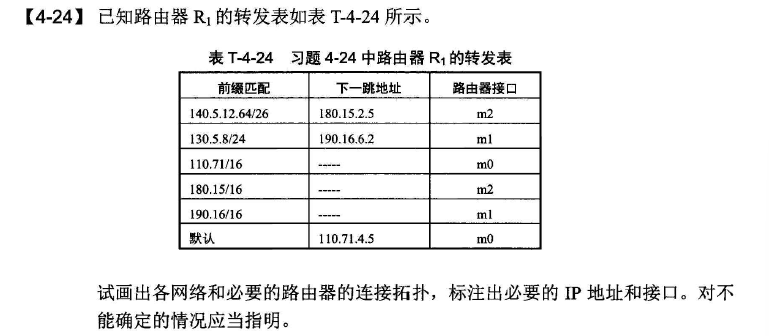 【4-24】 已知路由器 R1 的转发表如表 T-4-24 所示。
表 T-4-24 习题 4-24 中路由器 R1 的转发表
前缀匹配 下一跳地址 路由器接口
140.5.12.64/26 180.15.2.5 m2
130.5.8/24 190.16.6.2 m1
110.71/16 ----- m0
180.15/16 ----- m2
190.16/16 ----- m1
默认 110.71.4.5 m0
试画出各网络和必要的路由器的连接拓扑，标注出必要的 IP 地址和接口。对不
能确定的情况应当指明。